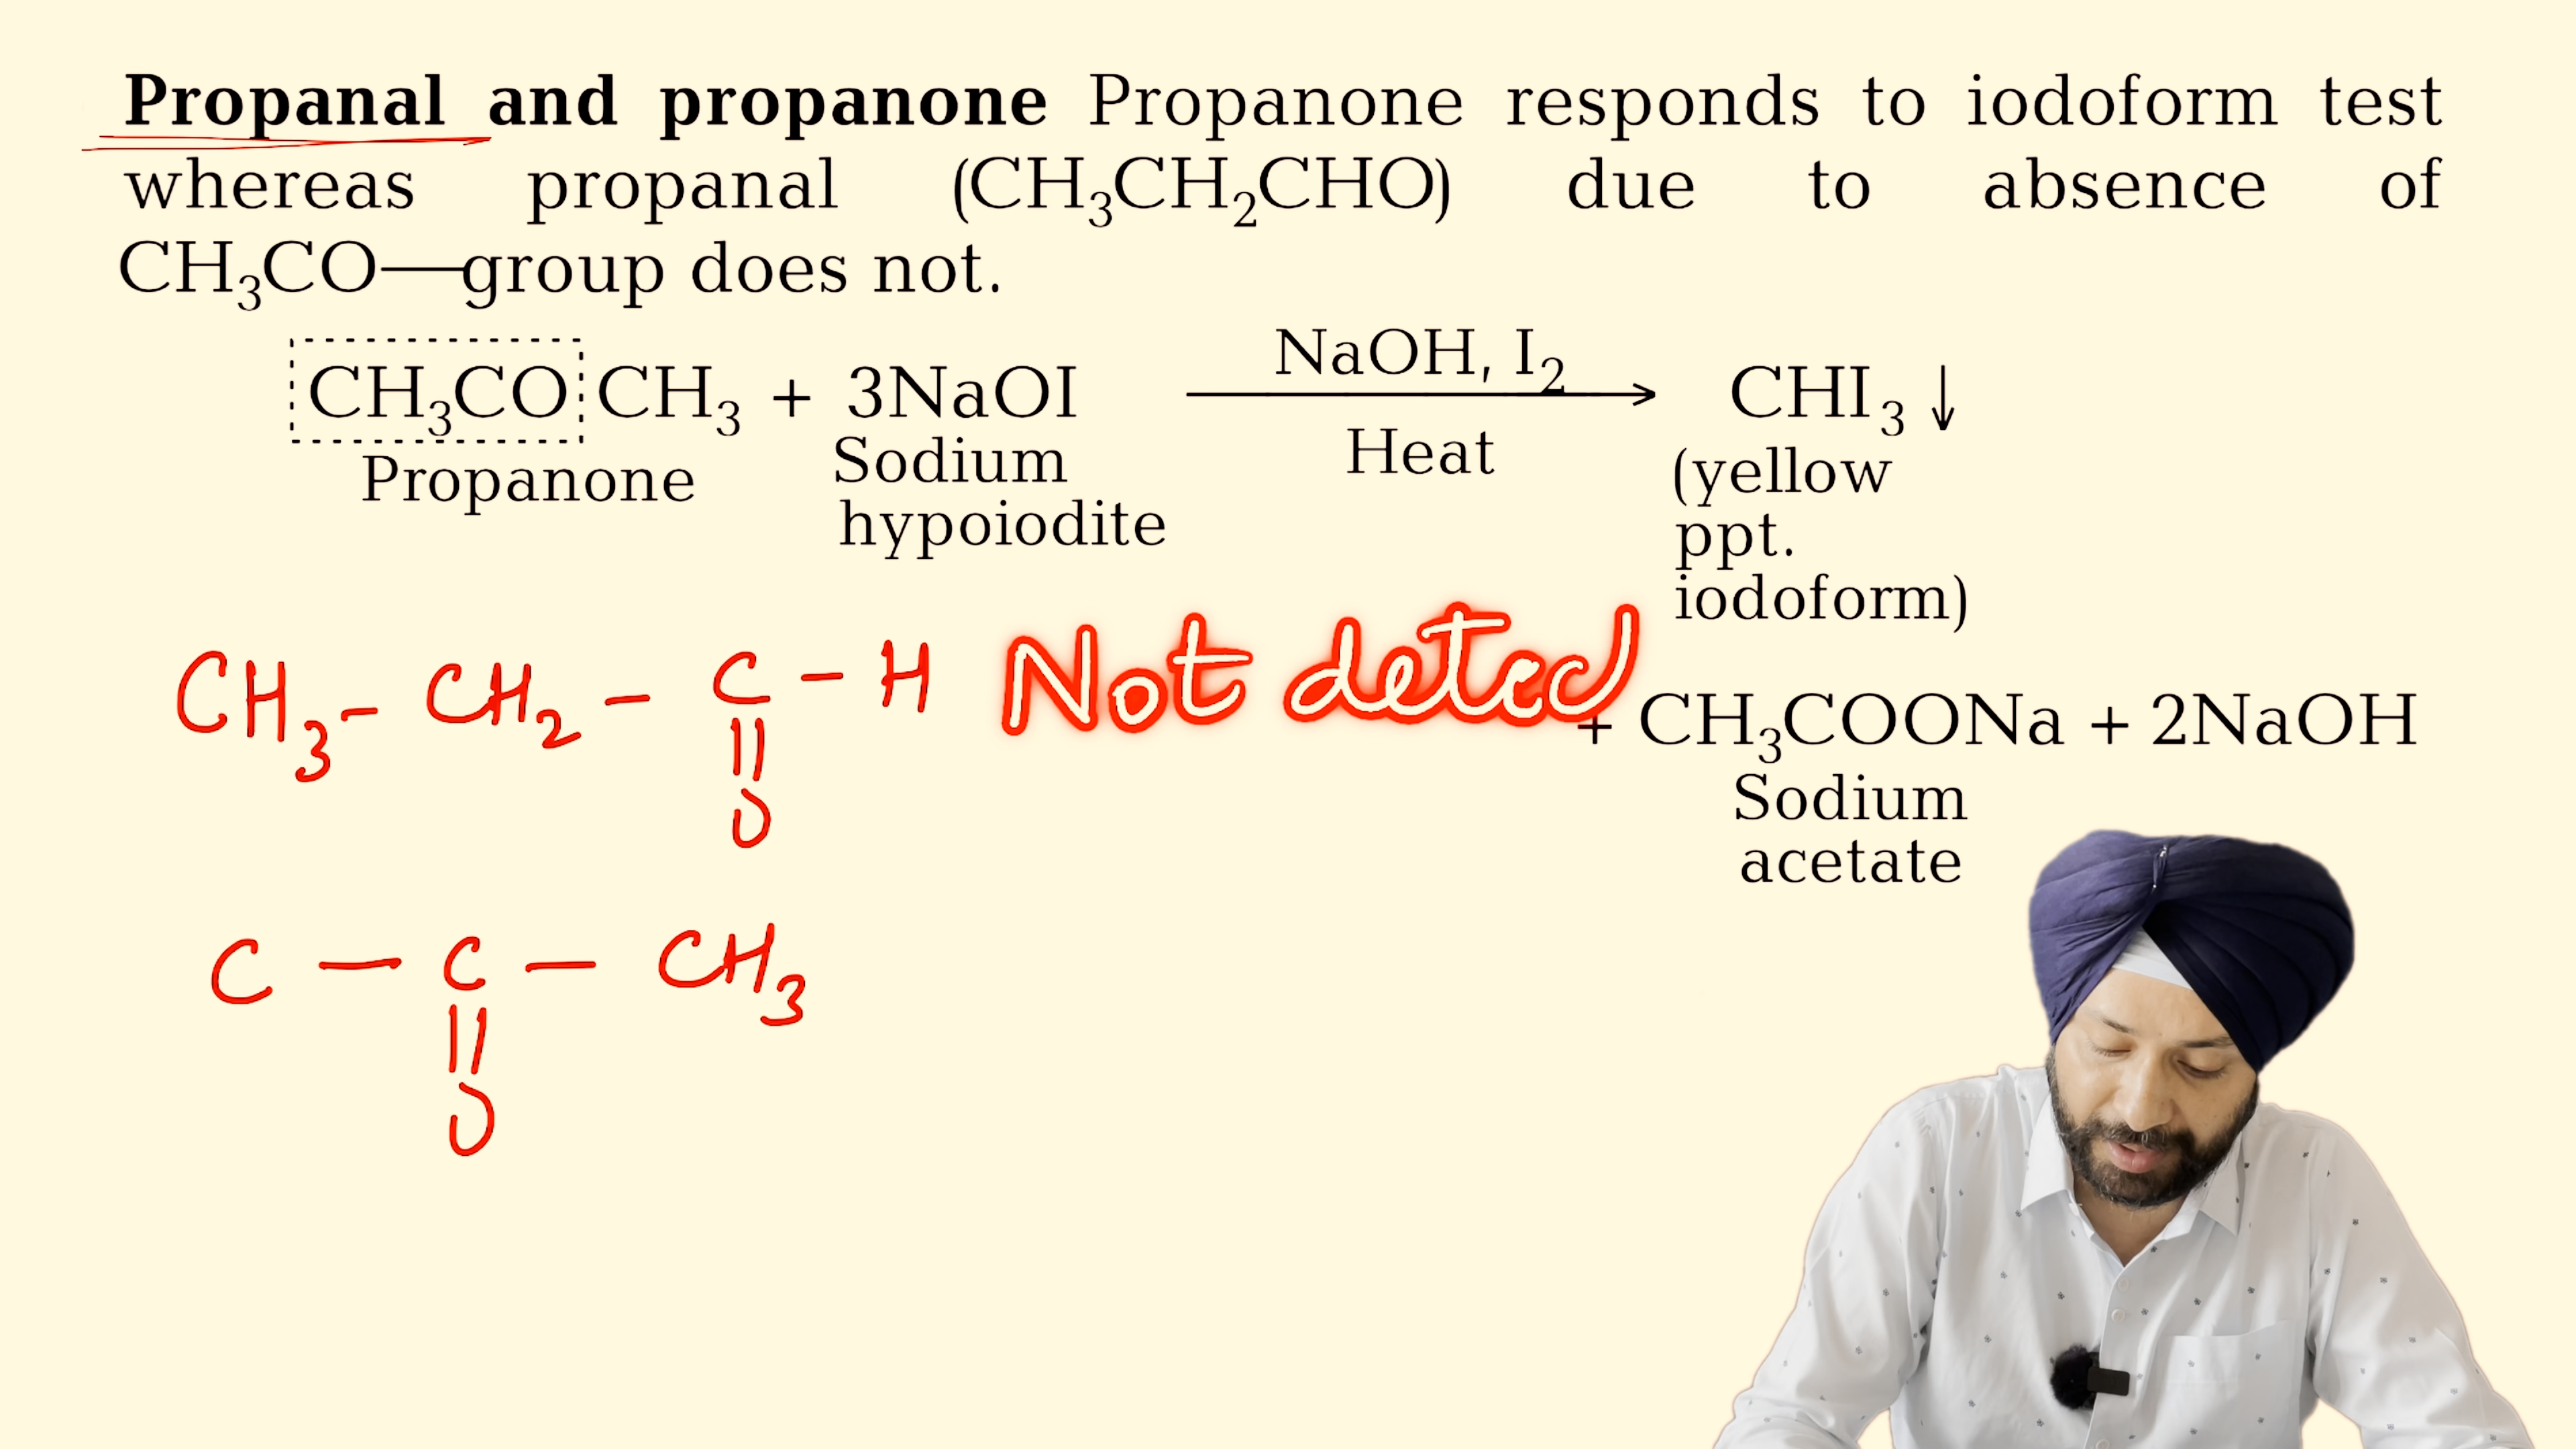 Propanal and propanone Propanone responds to iodoform test
whereas propanal (CH₃CH₂CHO) due to absence of
CH₃CO—group does not.
CH₃CO CH₃ + 3NaOI NaOH, I₂ CHI₃ ↓
Heat
Propanone Sodium hypoiodite (yellow ppt. iodoform)
CH₃ - CH₂ - C - H Not deted
||
O
+ CH₃COONa + 2NaOH
Sodium
acetate
C - C - CH₃
||
O